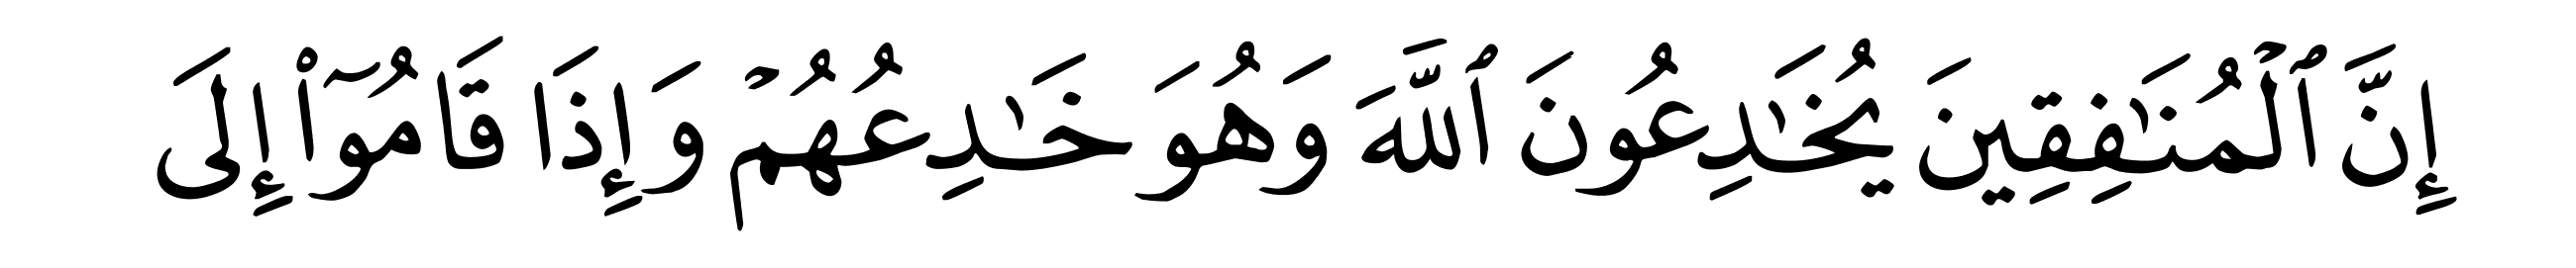 إِنَّ ٱلۡمُنَٰفِقِينَ يُخَٰدِعُونَ ٱللَّهَ وَهُوَ خَٰدِعُهُمۡ وَإِذَا قَامُوٓاْ إِلَى